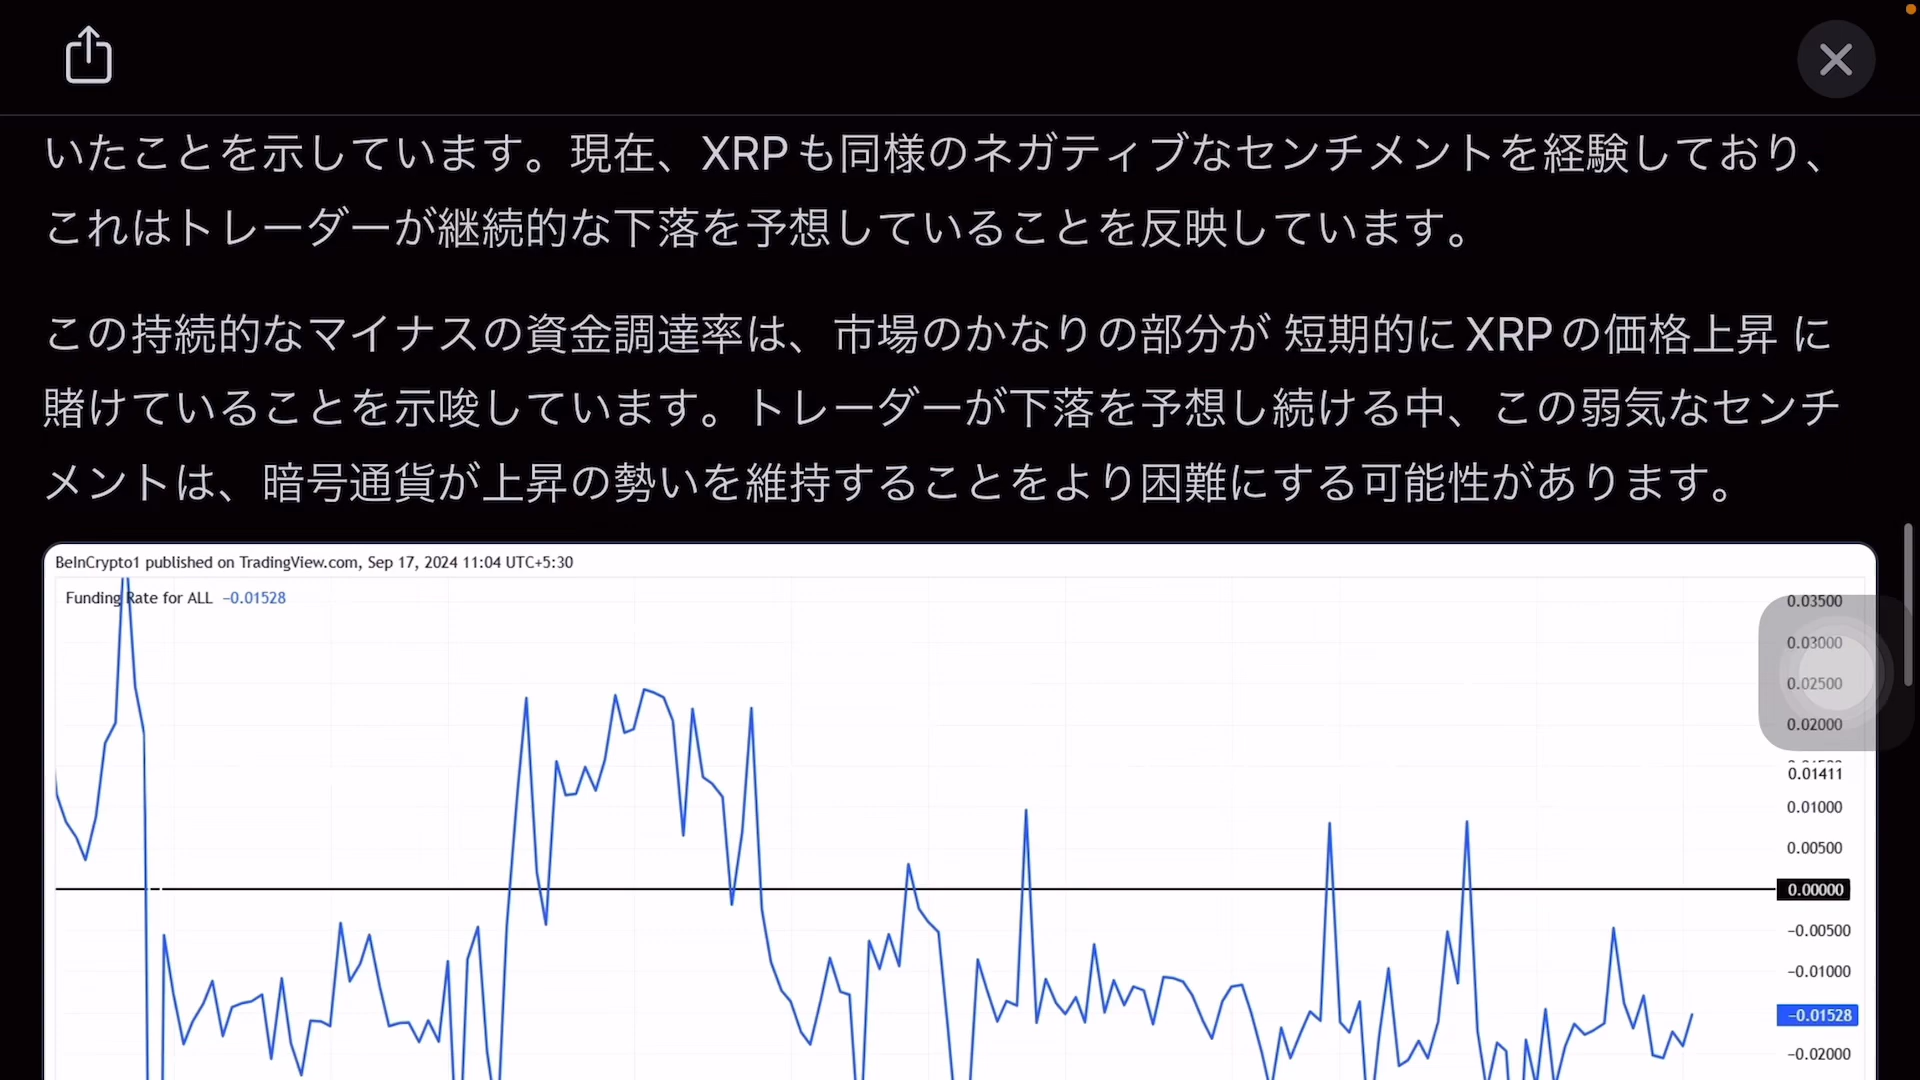 いたことを示しています。現在、XRPも同様のネガティブなセンチメントを経験しており、
これはトレーダーが継続的な下落を予想していることを反映しています。
この持続的なマイナスの資金調達率は、市場のかなりの部分が 短期的にXRPの価格上昇 に
賭けていることを示唆しています。トレーダーが下落を予想し続ける中、この弱気なセンチ
メントは、暗号通貨が上昇の勢いを維持することをより困難にする可能性があります。
BeInCrypto1 published on TradingView.com, Sep 17, 2024 11:04 UTC+5:30
Funding Rate for ALL −0.01528
0.03500
0.03000
0.02500
0.02000
0.01411
0.01000
0.00500
0.00000
−0.00500
−0.01000
−0.01528
−0.02000